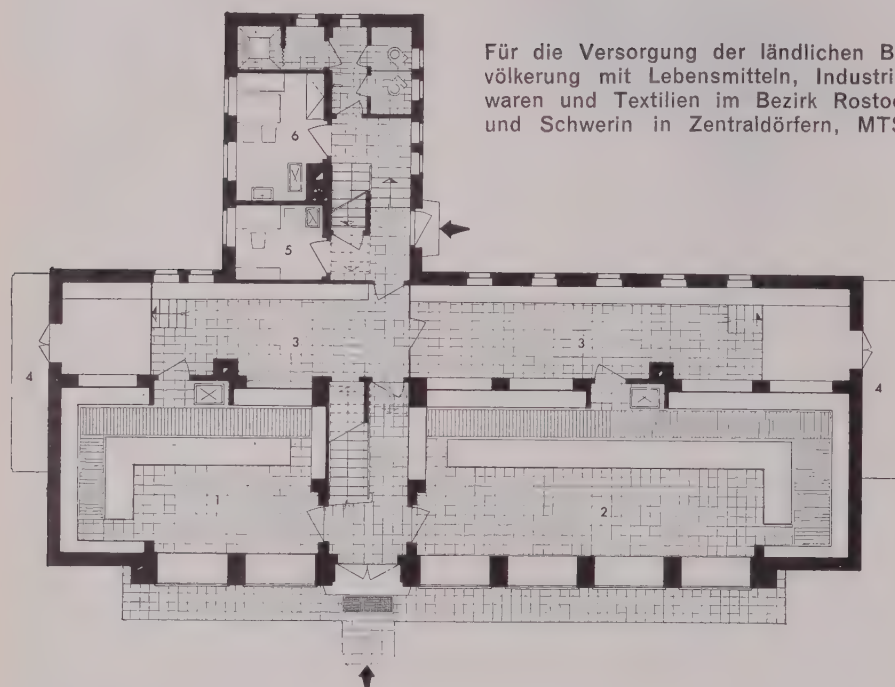 Für die Versorgung der ländlichen B
völkerung mit Lebensmitteln, Industri
waren und Textilien im Bezirk Rosto
und Schwerin in Zentraldörfern, MTS
6
5
3
3
4
4
1
2